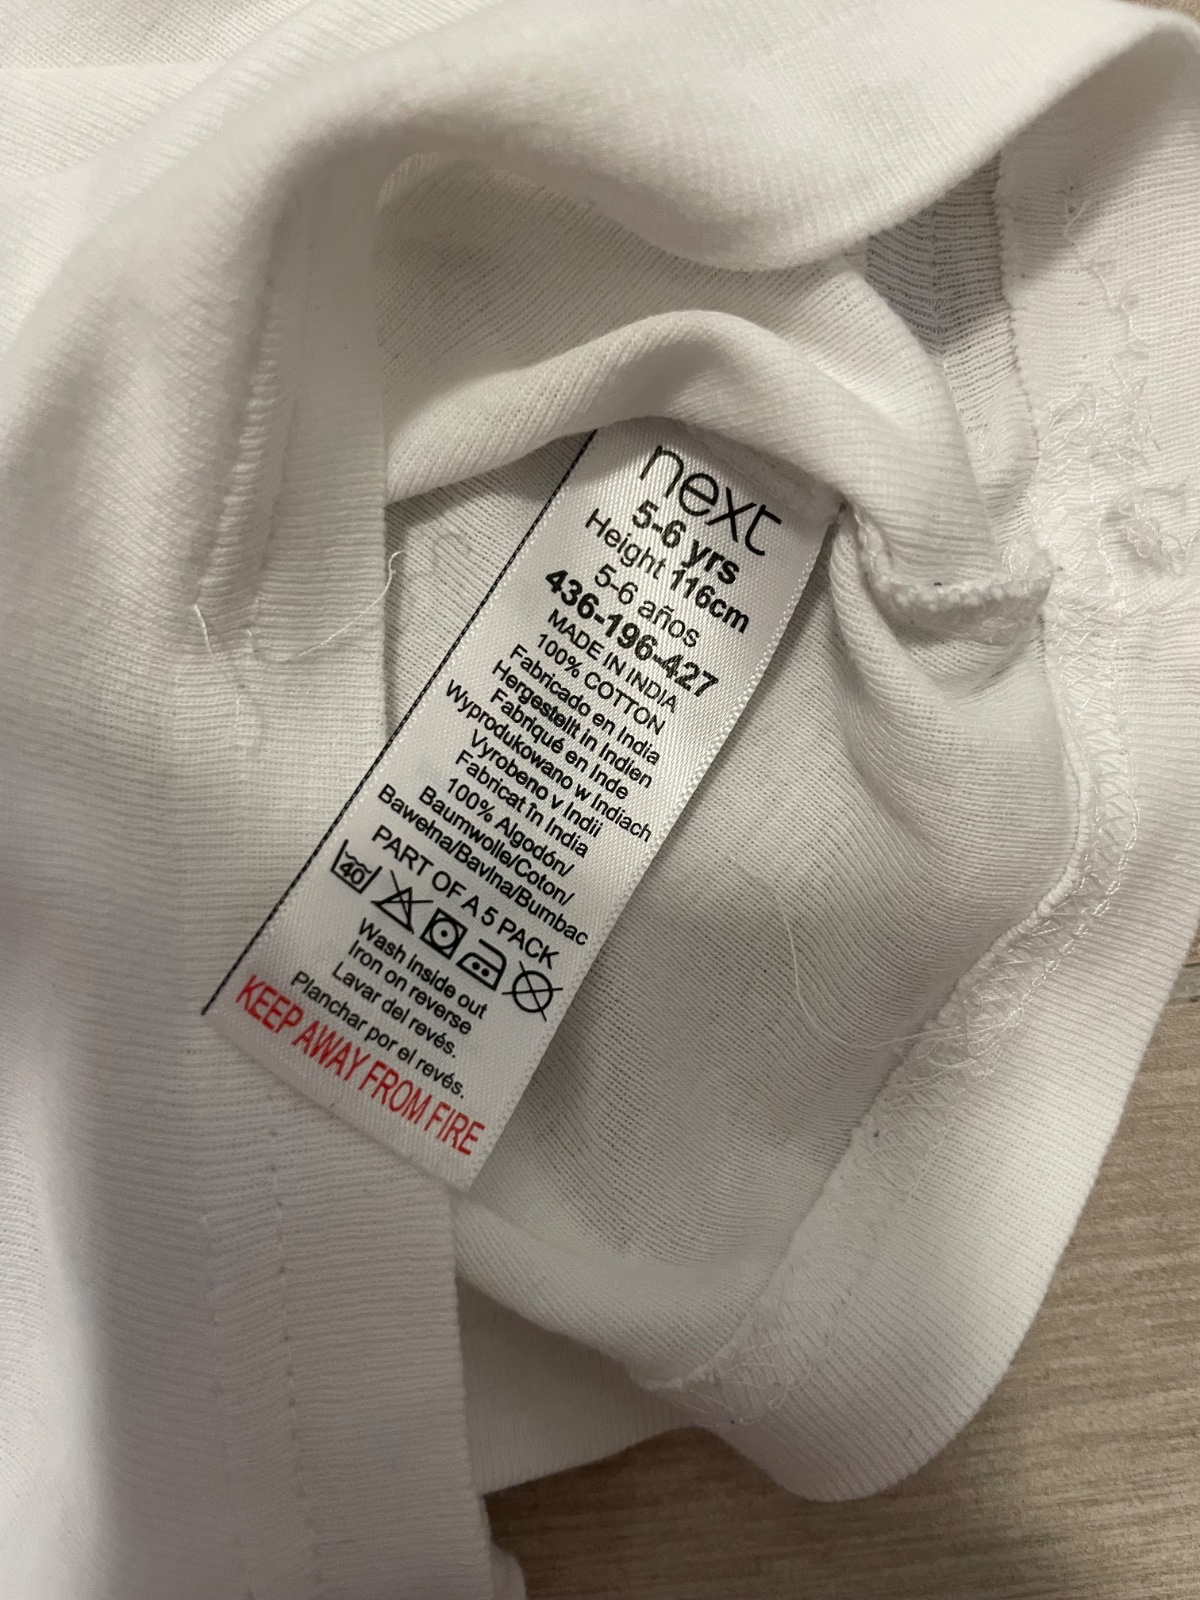 next
5-6 yrs
Height 116cm
5-6 años
436-196-427
MADE IN INDIA
100% COTTON
Fabricado en India
Hergestellt in Indien
Fabriqué en Inde
Wyprodukowano w Indiach
Vyrobeno v Indii
Fabricat în India
100% Algodón/
Baumwolle/Coton/
Bawełna/Bavlna/Bumbac
PART OF A 5 PACK
40
Wash inside out
Iron on reverse
Lavar del revés.
Planchar por el revés.
KEEP AWAY FROM FIRE